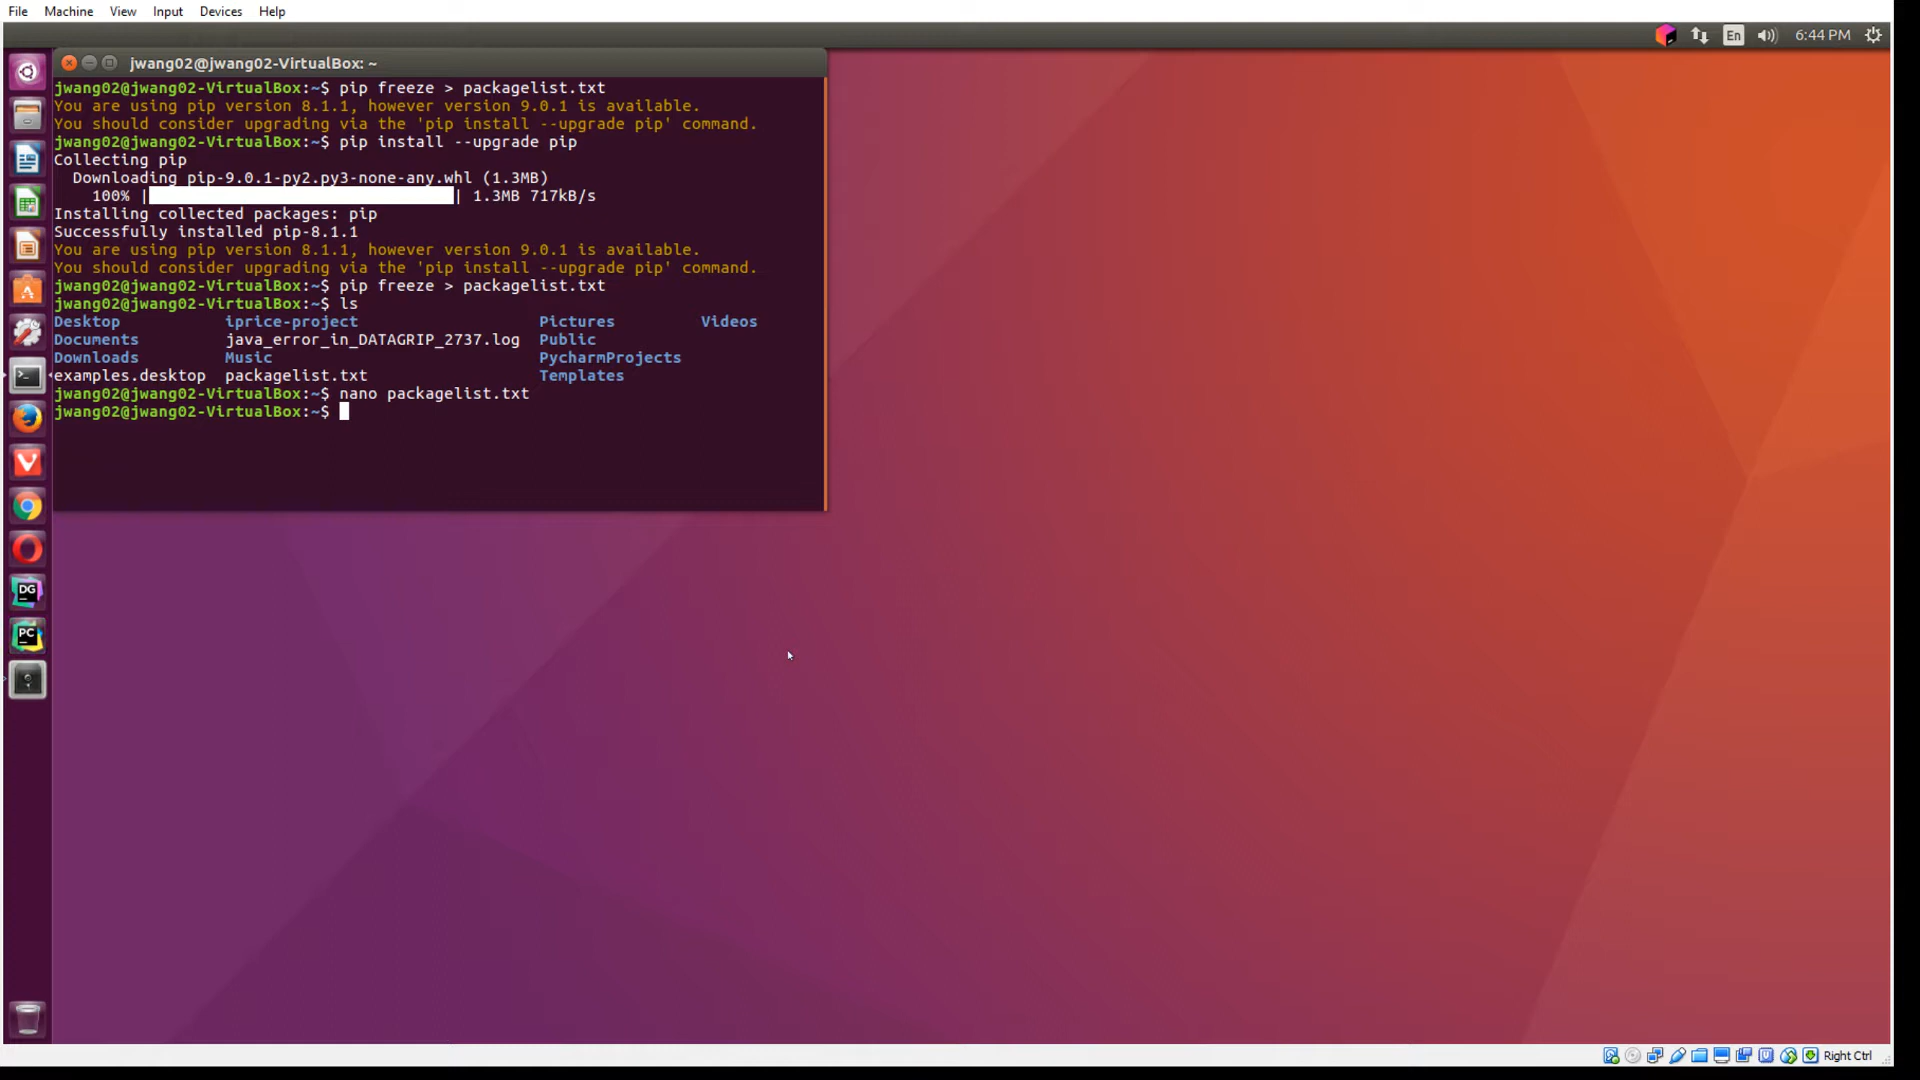 File Machine View Input Devices Help
En 6:44 PM
jwang02@jwang02-VirtualBox: ~
jwang02@jwang02-VirtualBox:~$ pip freeze > packagelist.txt
You are using pip version 8.1.1, however version 9.0.1 is available.
You should consider upgrading via the 'pip install --upgrade pip' command.
jwang02@jwang02-VirtualBox:~$ pip install --upgrade pip
Collecting pip
Downloading pip-9.0.1-py2.py3-none-any.whl (1.3MB)
100% | | 1.3MB 717kB/s
Installing collected packages: pip
Successfully installed pip-8.1.1
You are using pip version 8.1.1, however version 9.0.1 is available.
You should consider upgrading via the 'pip install --upgrade pip' command.
jwang02@jwang02-VirtualBox:~$ pip freeze > packagelist.txt
jwang02@jwang02-VirtualBox:~$ ls
Desktop iprice-project Pictures Videos
Documents java_error_in_DATAGRIP_2737.log Public
Downloads Music PycharmProjects
examples.desktop packagelist.txt Templates
jwang02@jwang02-VirtualBox:~$ nano packagelist.txt
jwang02@jwang02-VirtualBox:~$
DG
PC
Right Ctrl